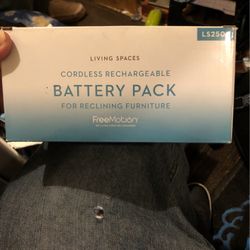 LS250
LIVING SPACES
CORDLESS RECHARGEABLE
BATTERY PACK
FOR RECLINING FURNITURE
FreeMotion